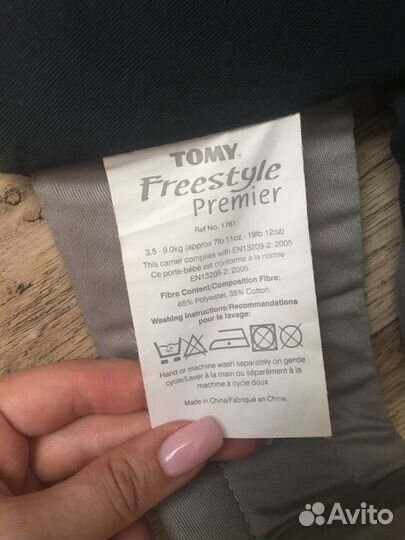 TOMY®
Freestyle
Premier
Ref No. 1761
3.5 - 9.0kg (approx 7lb 11oz - 19lb 12oz)
This carrier complies with EN13209-2: 2005
Ce porte-bébé est conforme à la norme
EN13209-2: 2005.
Fibre Content/Composition Fibre:
65% Polyester, 35% Cotton.
Washing Instructions/Recommandations
pour le lavage:
40
Hand or machine wash separately on gentle
cycle/Laver à la main ou séparément à la
machine à cycle doux.
Made in China/Fabriqué en Chine.
Avito